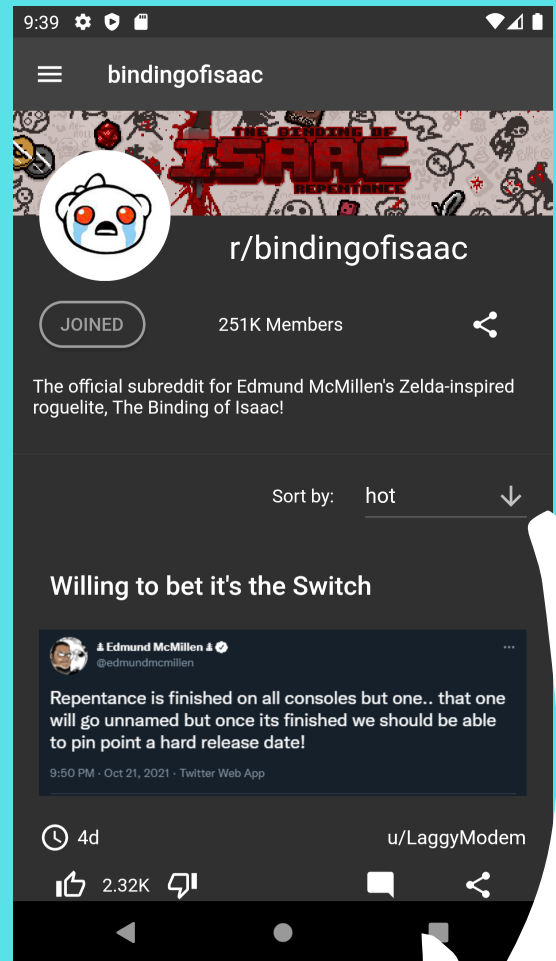 9:39
bindingofisaac
THE BINDING OF
ISAAC
REPENTANCE
r/bindingofisaac
JOINED
251K Members
The official subreddit for Edmund McMillen's Zelda-inspired
roguelite, The Binding of Isaac!
Sort by:
hot
Willing to bet it's the Switch
Edmund McMillen
@edmundmcmillen
Repentance is finished on all consoles but one.. that one
will go unnamed but once its finished we should be able
to pin point a hard release date!
9:50 PM · Oct 21, 2021 · Twitter Web App
4d
u/LaggyModem
2.32K